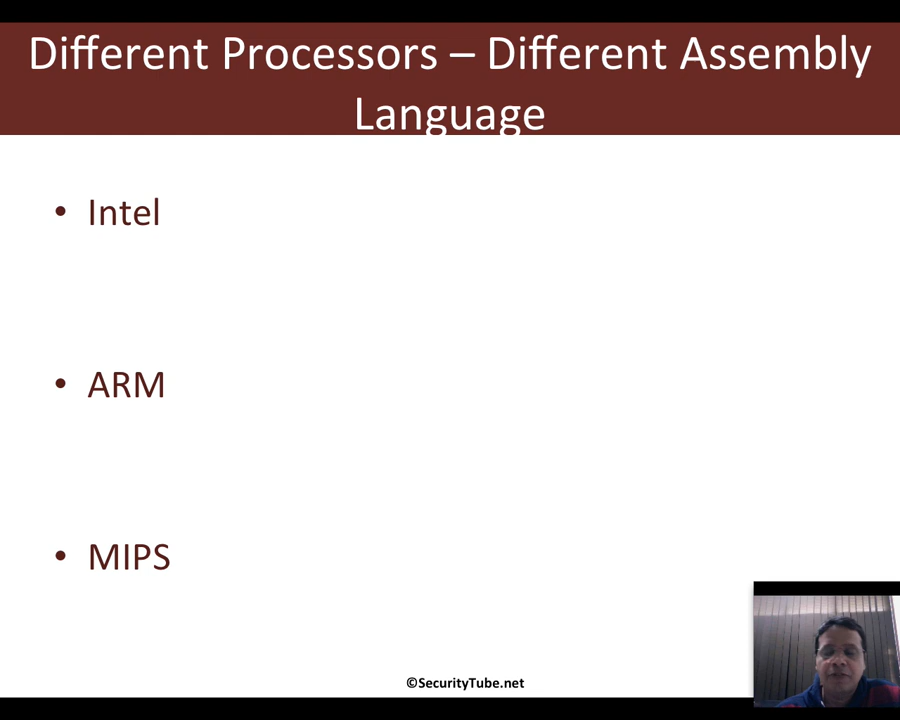 Different Processors – Different Assembly
Language
• Intel
• ARM
• MIPS
©SecurityTube.net